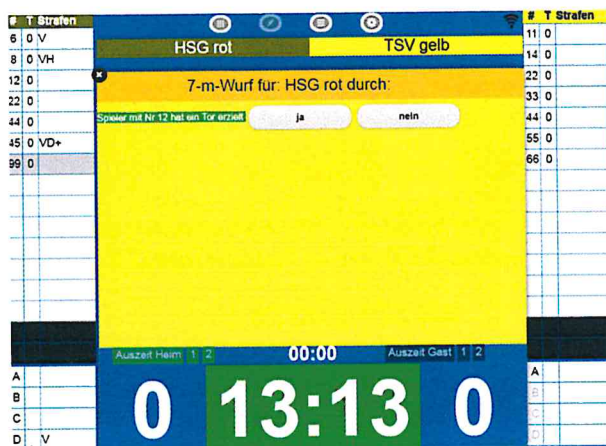 # T Strafen
6 0 V
8 0 VH
12 0
22 0
44 0
45 0 VD+
99 0
A
B
C
D V
HSG rot
TSV gelb
7-m-Wurf für: HSG rot durch:
Spieler mit Nr 12 hat ein Tor erzielt
ja
nein
Auszeit Heim 1 2
00:00
Auszeit Gast 1 2
0
13:13
0
# T Strafen
11 0
14 0
22 0
33 0
44 0
55 0
66 0
A
B
C
D